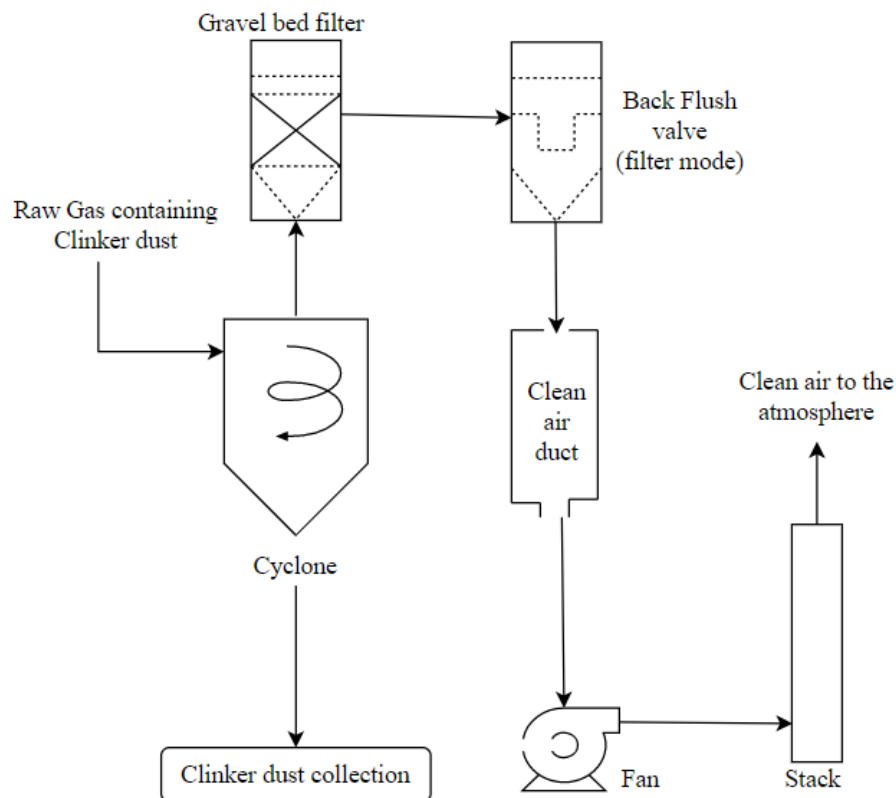 Gravel bed filter
Back Flush
valve
(filter mode)
Raw Gas containing
Clinker dust
Clean
air
duct
Clean air to the
atmosphere
Cyclone
Clinker dust collection
Fan
Stack